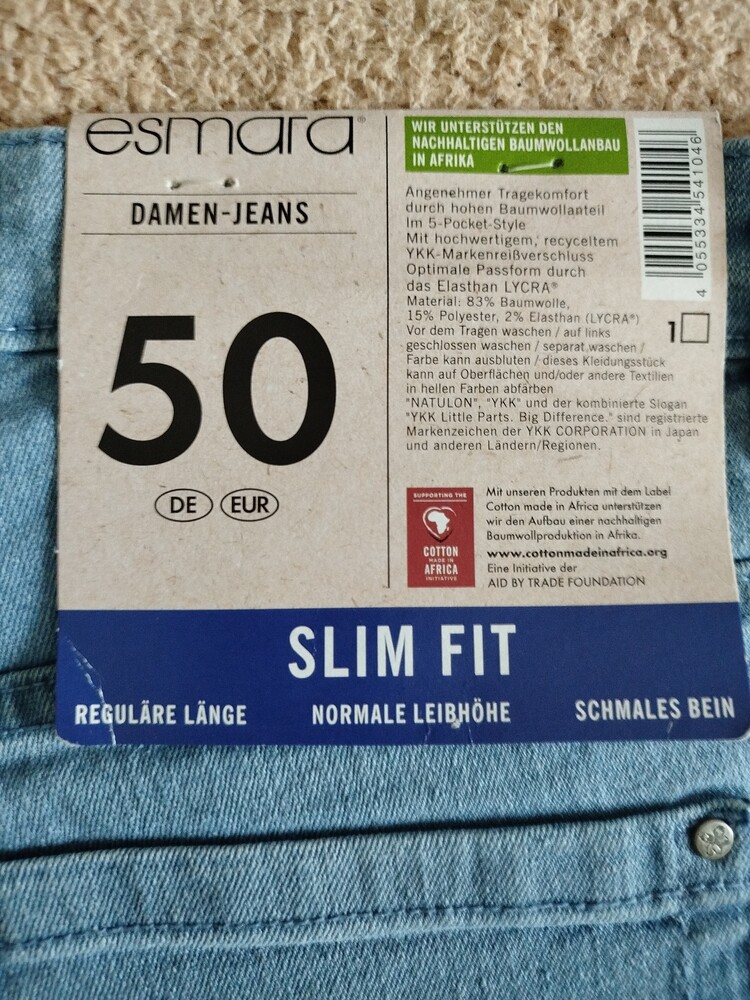 esmara®
DAMEN-JEANS
50
DE EUR
WIR UNTERSTÜTZEN DEN
NACHHALTIGEN BAUMWOLLANBAU
IN AFRIKA
Angenehmer Tragekomfort
durch hohen Baumwollanteil
Im 5-Pocket-Style
Mit hochwertigem, recyceltem
YKK-Markenreißverschluss
Optimale Passform durch
das Elasthan LYCRA®
Material: 83% Baumwolle,
15% Polyester, 2% Elasthan (LYCRA®)
Vor dem Tragen waschen / auf links
geschlossen waschen / separat waschen /
Farbe kann ausbluten / dieses Kleidungsstück
kann auf Oberflächen und/oder andere Textilien
in hellen Farben abfärben
"NATULON", "YKK" und der kombinierte Slogan
"YKK Little Parts. Big Difference." sind registrierte
Markenzeichen der YKK CORPORATION in Japan
und anderen Ländern/Regionen.
4 055334 541046
1
SUPPORTING THE
COTTON
MADE IN
AFRICA
INITIATIVE
Mit unseren Produkten mit dem Label
Cotton made in Africa unterstützen
wir den Aufbau einer nachhaltigen
Baumwollproduktion in Afrika.
www.cottonmadeinafrica.org
Eine Initiative der
AID BY TRADE FOUNDATION
SLIM FIT
REGULÄRE LÄNGE NORMALE LEIBHÖHE SCHMALES BEIN